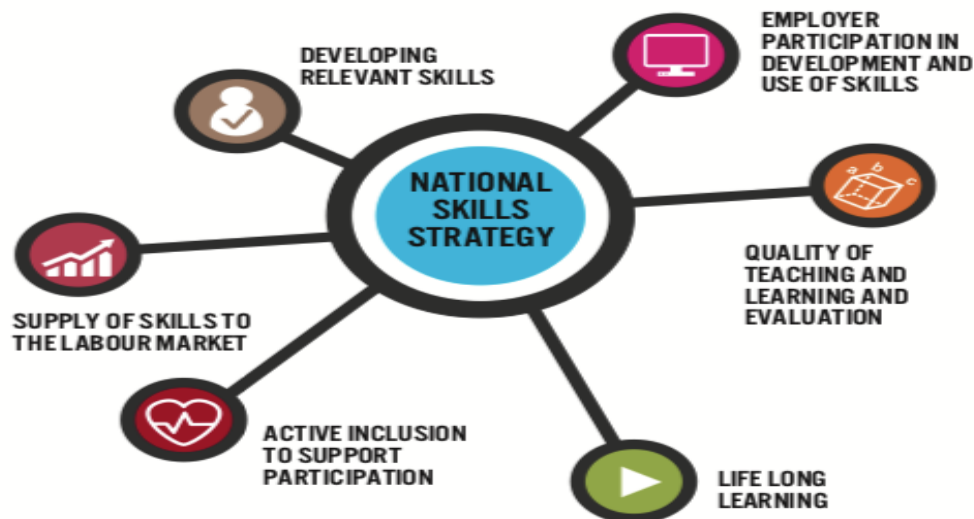 EMPLOYER
PARTICIPATION IN
DEVELOPMENT AND
USE OF SKILLS
DEVELOPING
RELEVANT SKILLS
NATIONAL
SKILLS
STRATEGY
a b c
QUALITY OF
TEACHING AND
LEARNING AND
EVALUATION
SUPPLY OF SKILLS TO
THE LABOUR MARKET
ACTIVE INCLUSION
TO SUPPORT
PARTICIPATION
LIFE LONG
LEARNING